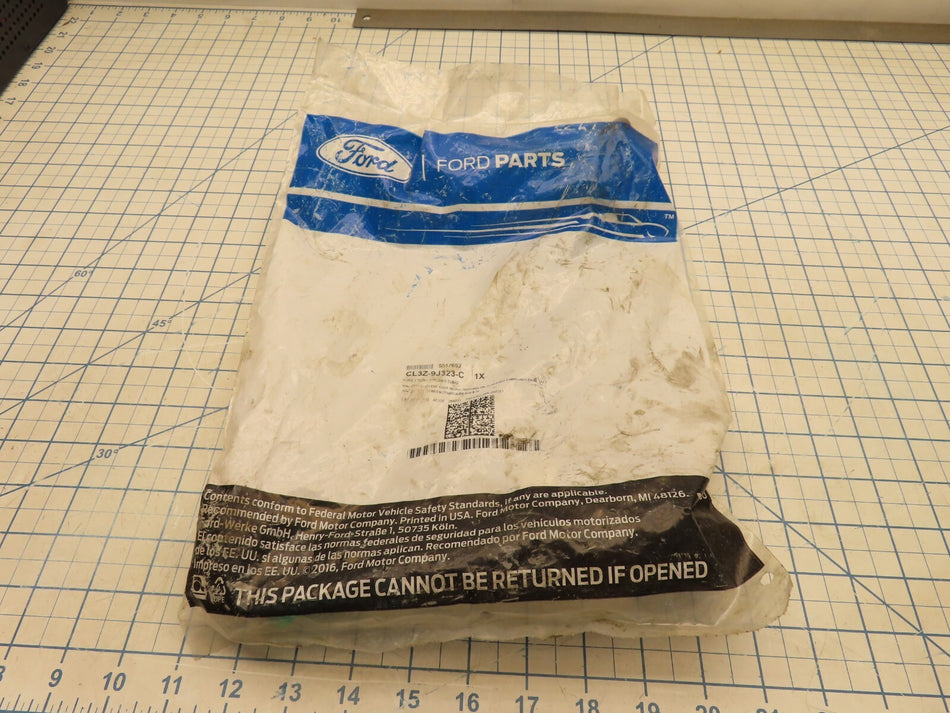 Ford
FORD PARTS
TM
CL3Z-9J323-C 1X
Contents conform to Federal Motor Vehicle Safety Standards, if any are applicable.
Recommended by Ford Motor Company. Printed in USA. Ford Motor Company, Dearborn, MI 48126.
Ford-Werke GmbH, Henry-Ford-Straße 1, 50735 Köln.
El contenido satisface las normas federales de seguridad para los vehículos motorizados
de los EE. UU. si algunas de las normas aplican. Recomendado por Ford Motor Company.
Impreso en los EE. UU. © 2016, Ford Motor Company.
THIS PACKAGE CANNOT BE RETURNED IF OPENED
60°
45°
30°
8 9 10 11 12 13 14 15 16 17 18 19 20 21